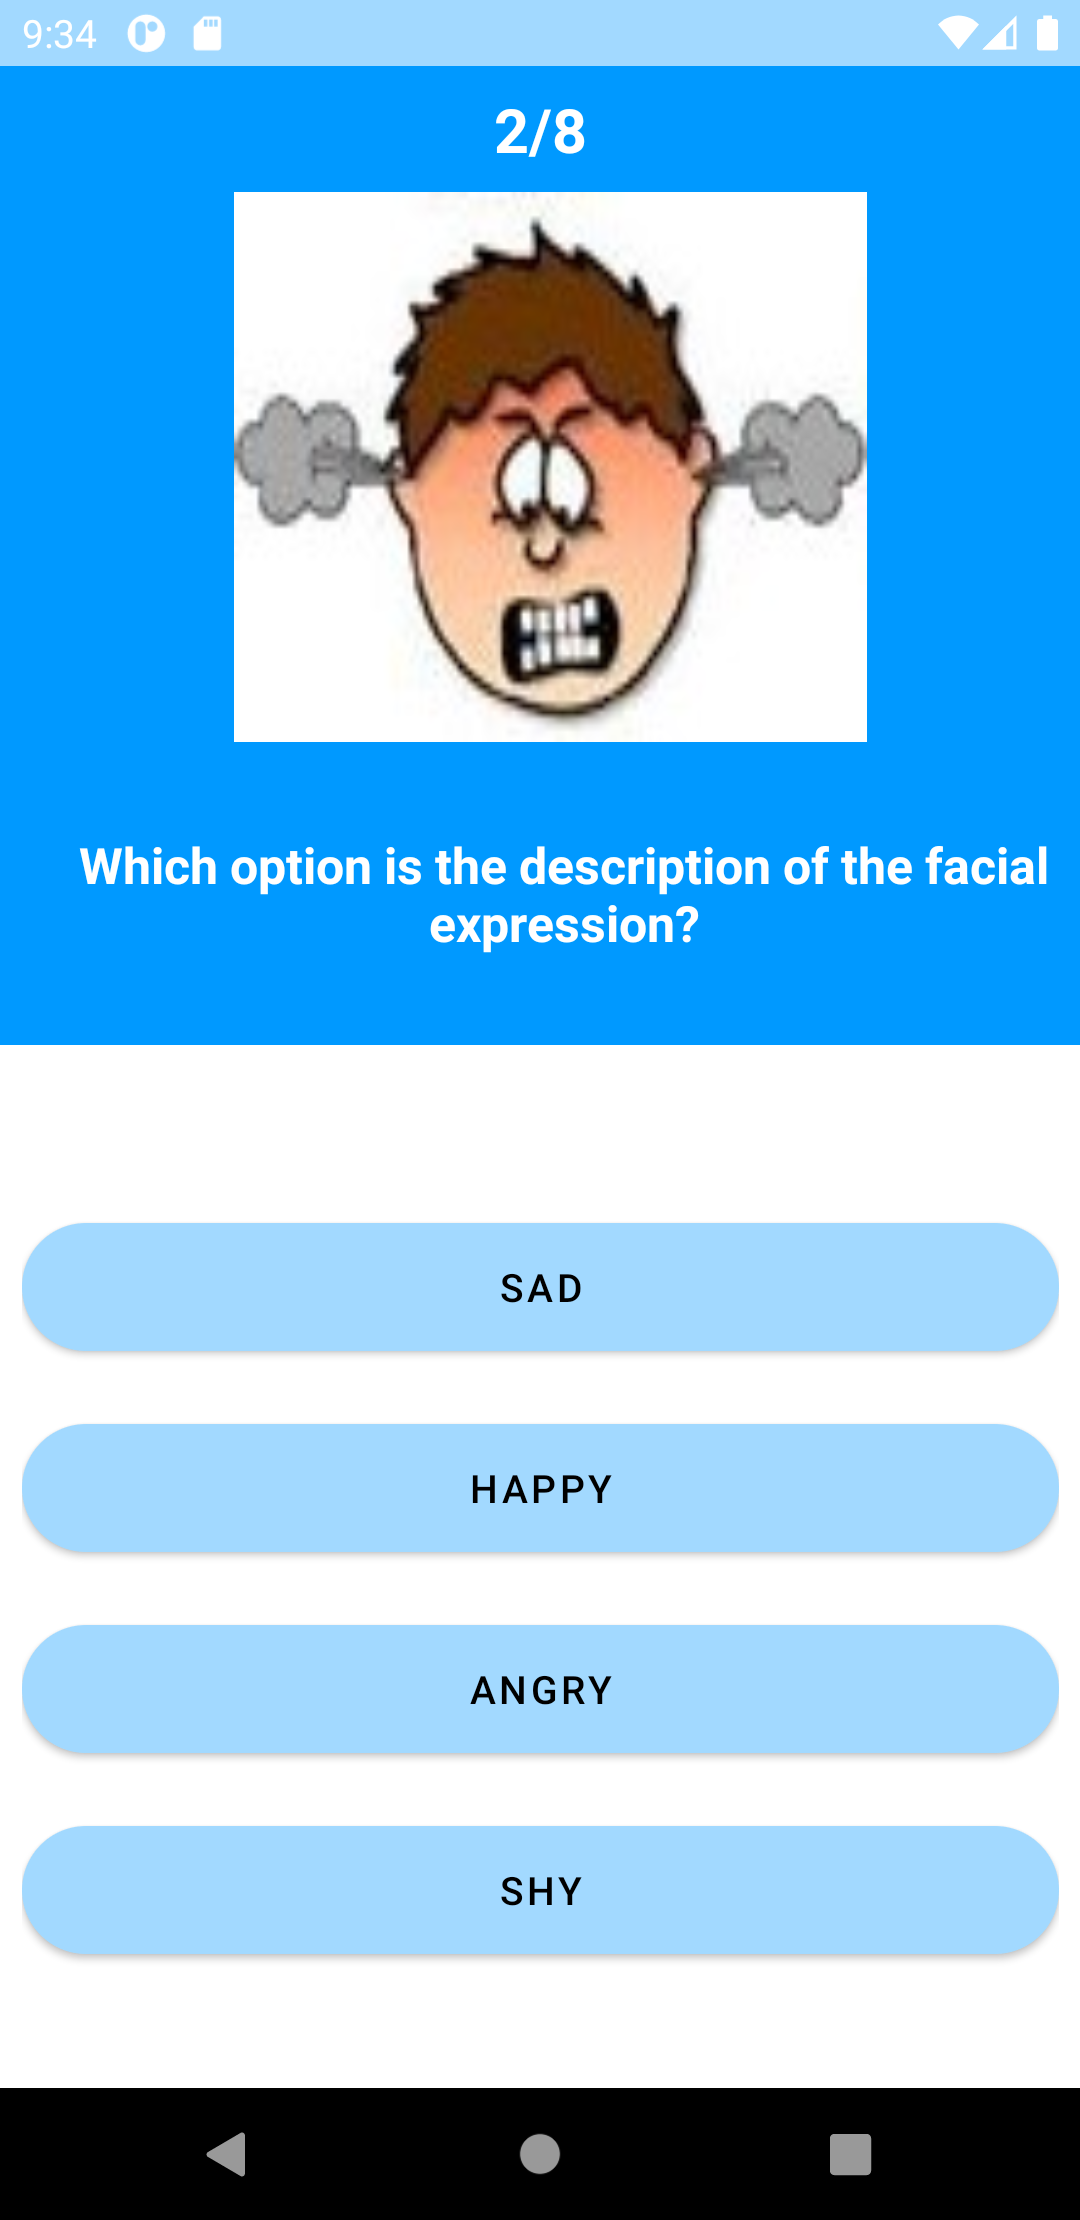 9:34
2/8
Which option is the description of the facial
expression?
SAD
HAPPY
ANGRY
SHY